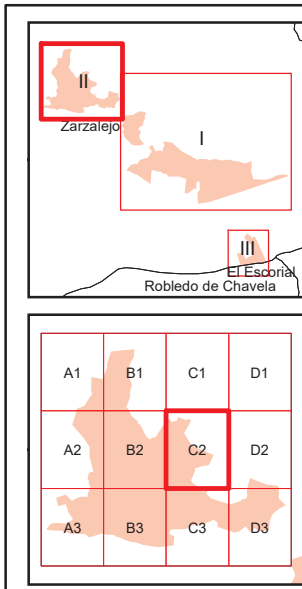 II
Zarzalejo
I
III
El Escorial
Robledo de Chavela
A1 B1 C1 D1
A2 B2 C2 D2
A3 B3 C3 D3